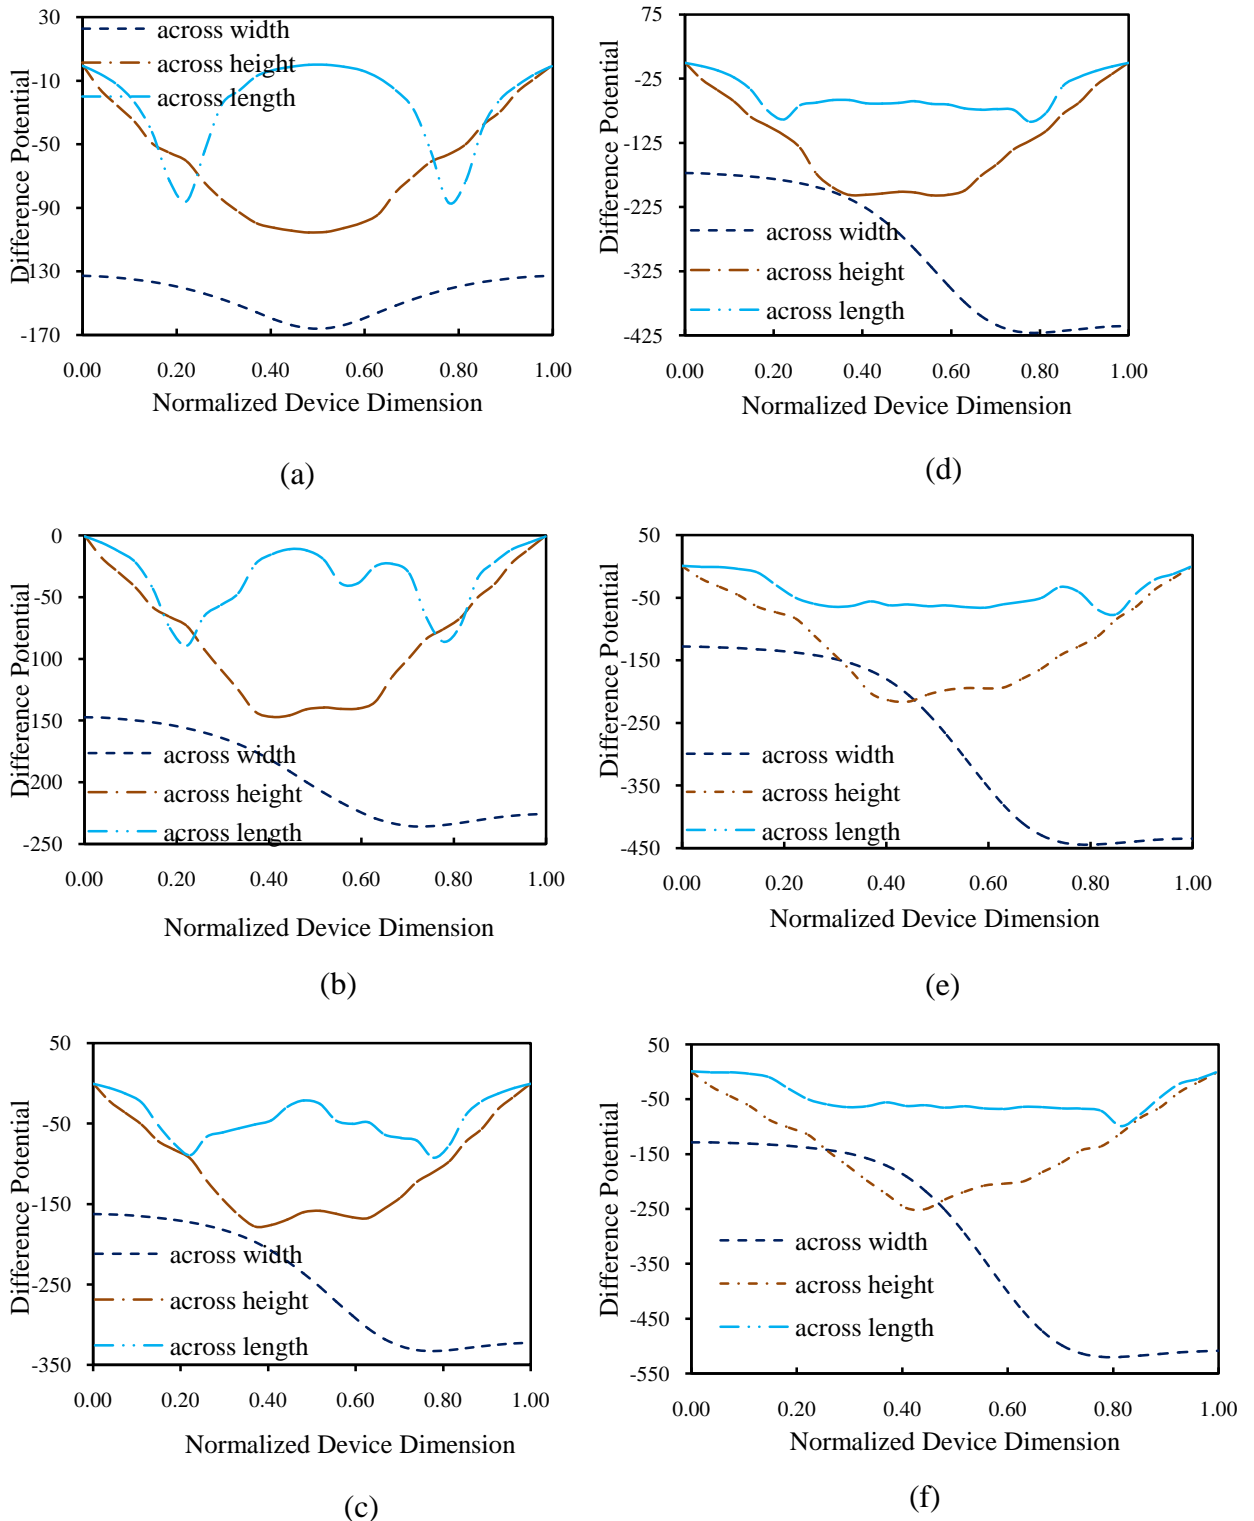 30
-10
-50
-90
-130
-170
Difference Potential
across width
across height
across length
0.00 0.20 0.40 0.60 0.80 1.00
Normalized Device Dimension
(a)
75
-25
-125
-225
-325
-425
Difference Potential
across width
across height
across length
0.00 0.20 0.40 0.60 0.80 1.00
Normalized Device Dimension
(d)
0
-50
100
150
200
-250
Difference Potential
across width
across height
across length
0.00 0.20 0.40 0.60 0.80 1.00
Normalized Device Dimension
(b)
50
-50
-150
-250
-350
-450
Difference Potential
across width
across height
across length
0.00 0.20 0.40 0.60 0.80 1.00
Normalized Device Dimension
(e)
50
-50
-150
-250
-350
Difference Potential
across width
across height
across length
0.00 0.20 0.40 0.60 0.80 1.00
Normalized Device Dimension
(c)
50
-50
-150
-250
-350
-450
-550
Difference Potential
across width
across height
across length
0.00 0.20 0.40 0.60 0.80 1.00
Normalized Device Dimension
(f)